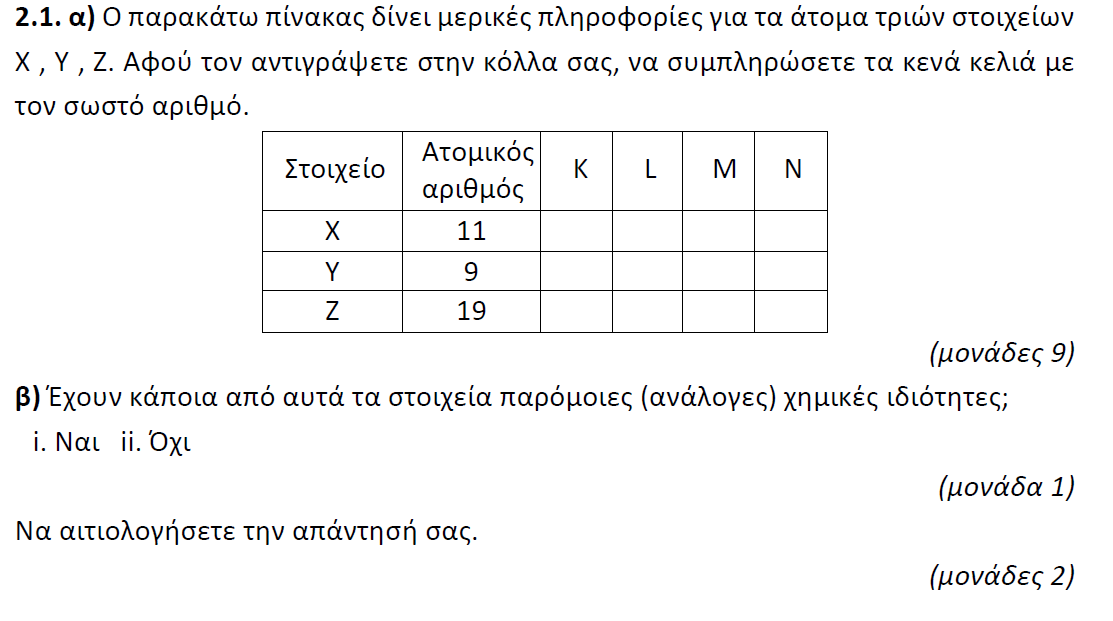 2.1. α) Ο παρακάτω πίνακας δίνει μερικές πληροφορίες για τα άτομα τριών στοιχείων
Χ , Υ , Ζ. Αφού τον αντιγράψετε στην κόλλα σας, να συμπληρώσετε τα κενά κελιά με
τον σωστό αριθμό.
Στοιχείο Ατομικός αριθμός K L M N
Χ 11
Υ 9
Ζ 19
(μονάδες 9)
β) Έχουν κάποια από αυτά τα στοιχεία παρόμοιες (ανάλογες) χημικές ιδιότητες;
i. Ναι ii. Όχι
(μονάδα 1)
Να αιτιολογήσετε την απάντησή σας.
(μονάδες 2)